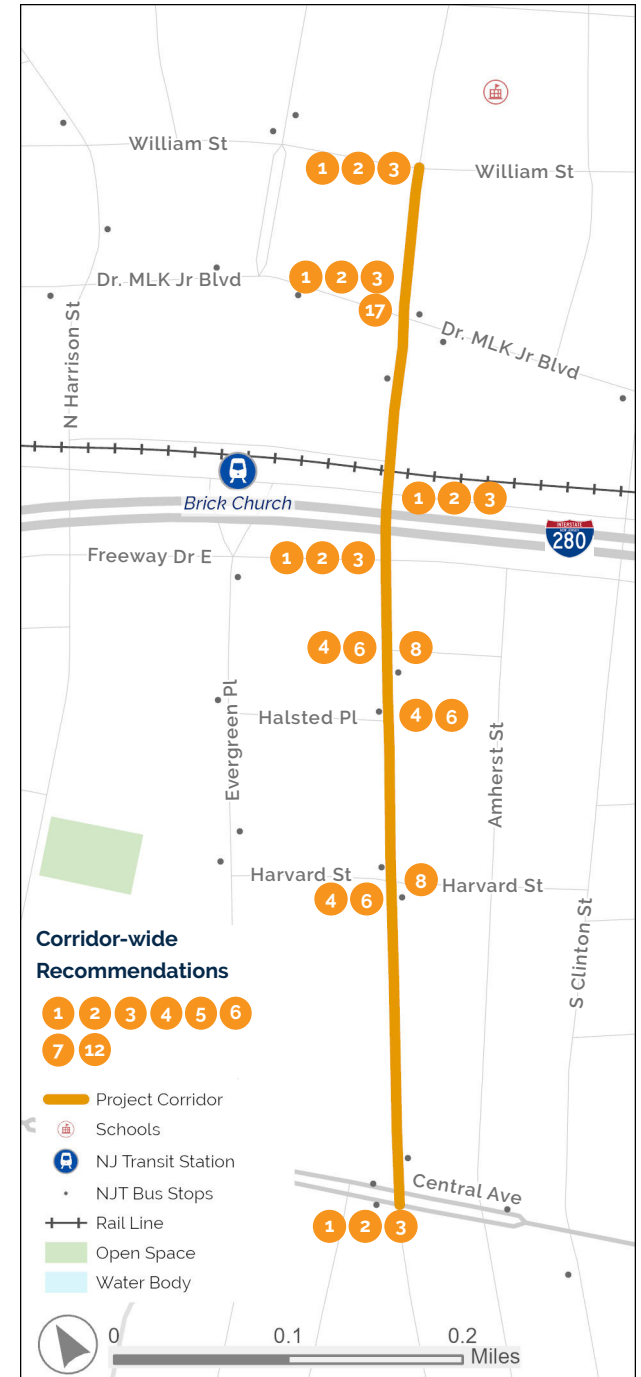 William St
1 2 3
William St
Dr. MLK Jr Blvd
1 2 3
17
Dr. MLK Jr Blvd
N Harrison St
Brick Church
1 2 3
INTERSTATE
NEW JERSEY
280
Freeway Dr E
1 2 3
4 6 8
Evergreen Pl
Halsted Pl
4 6
Amherst St
Harvard St
8
Harvard St
4 6
S Clinton St
Corridor-wide
Recommendations
1 2 3 4 5 6
7 12
Project Corridor
Schools
NJ Transit Station
NJT Bus Stops
Rail Line
Open Space
Water Body
Central Ave
1 2 3
0 0.1 0.2
Miles